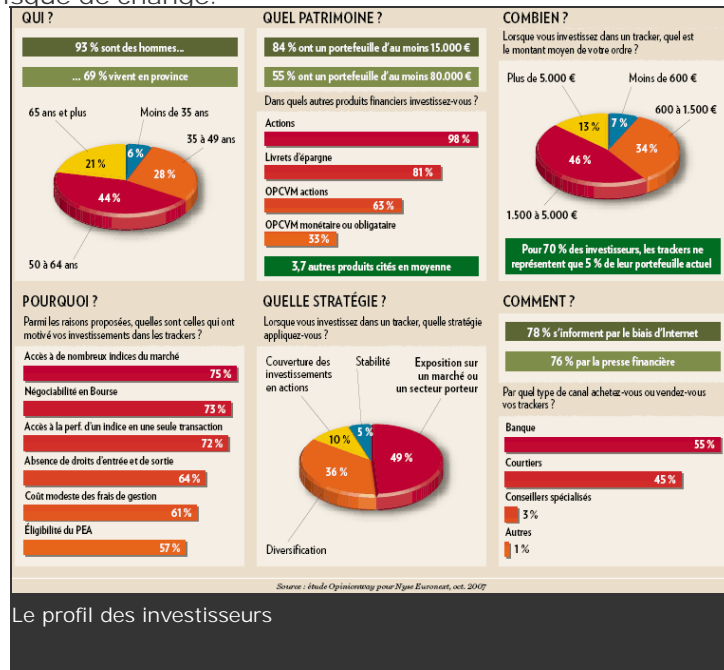 isque de change.
QUI ?
93 % sont des hommes...
... 69 % vivent en province
65 ans et plus
Moins de 35 ans
35 à 49 ans
6 %
21 %
28 %
44 %
50 à 64 ans
QUEL PATRIMOINE ?
84 % ont un portefeuille d'au moins 15.000 €
55 % ont un portefeuille d'au moins 80.000 €
Dans quels autres produits financiers investissez-vous ?
Actions
98 %
Livrets d'épargne
81 %
OPCVM actions
63 %
OPCVM monétaire ou obligataire
33 %
3,7 autres produits cités en moyenne
COMBIEN ?
Lorsque vous investissez dans un tracker, quel est
le montant moyen de votre ordre ?
Plus de 5.000 €
Moins de 600 €
600 à 1.500 €
13 %
7 %
34 %
46 %
1.500 à 5.000 €
Pour 70 % des investisseurs, les trackers ne
représentent que 5 % de leur portefeuille actuel
POURQUOI ?
Parmi les raisons proposées, quelles sont celles qui ont
motivé vos investissements dans les trackers ?
Accès à de nombreux indices du marché
75 %
Négociabilité en Bourse
73 %
Accès à la perf. d'un indice en une seule transaction
72 %
Absence de droits d'entrée et de sortie
64 %
Coût modeste des frais de gestion
61 %
Éligibilité du PEA
57 %
QUELLE STRATÉGIE ?
Lorsque vous investissez dans un tracker, quelle stratégie
appliquez-vous ?
Couverture des
investissements
en actions
Stabilité
Exposition sur
un marché ou
un secteur porteur
5 %
10 %
49 %
36 %
Diversification
COMMENT ?
78 % s'informent par le biais d'Internet
76 % par la presse financière
Par quel type de canal achetez-vous ou vendez-vous
vos trackers ?
Banque
55 %
Courtiers
45 %
Conseillers spécialisés
3 %
Autres
1 %
Source : étude Opinionway pour Nyse Euronext, oct. 2007
Le profil des investisseurs